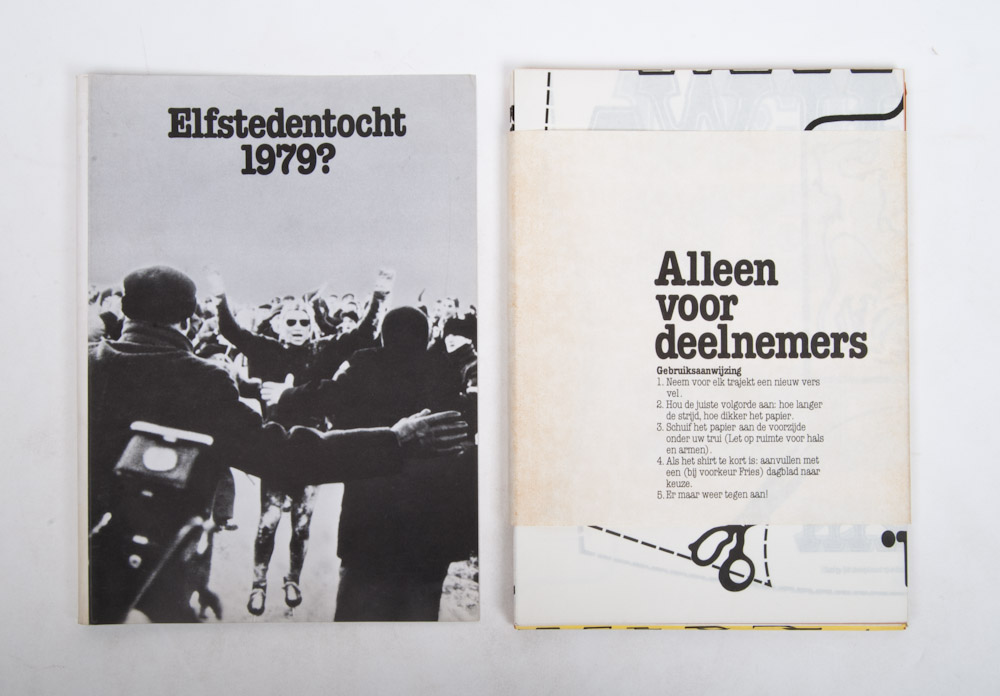 Elfstedentocht
1979?
Alleen
voor
deelnemers
Gebruiksaanwijzing
1. Neem voor elk trajekt een nieuw vers
vel.
2. Hou de juiste volgorde aan: hoe langer
de strijd, hoe dikker het papier.
3. Schuif het papier aan de voorzijde
onder uw trui (Let op ruimte voor hals
en armen).
4. Als het shirt te kort is: aanvullen met
een (bij voorkeur Fries) dagblad naar
keuze.
5. Er maar weer tegen aan!